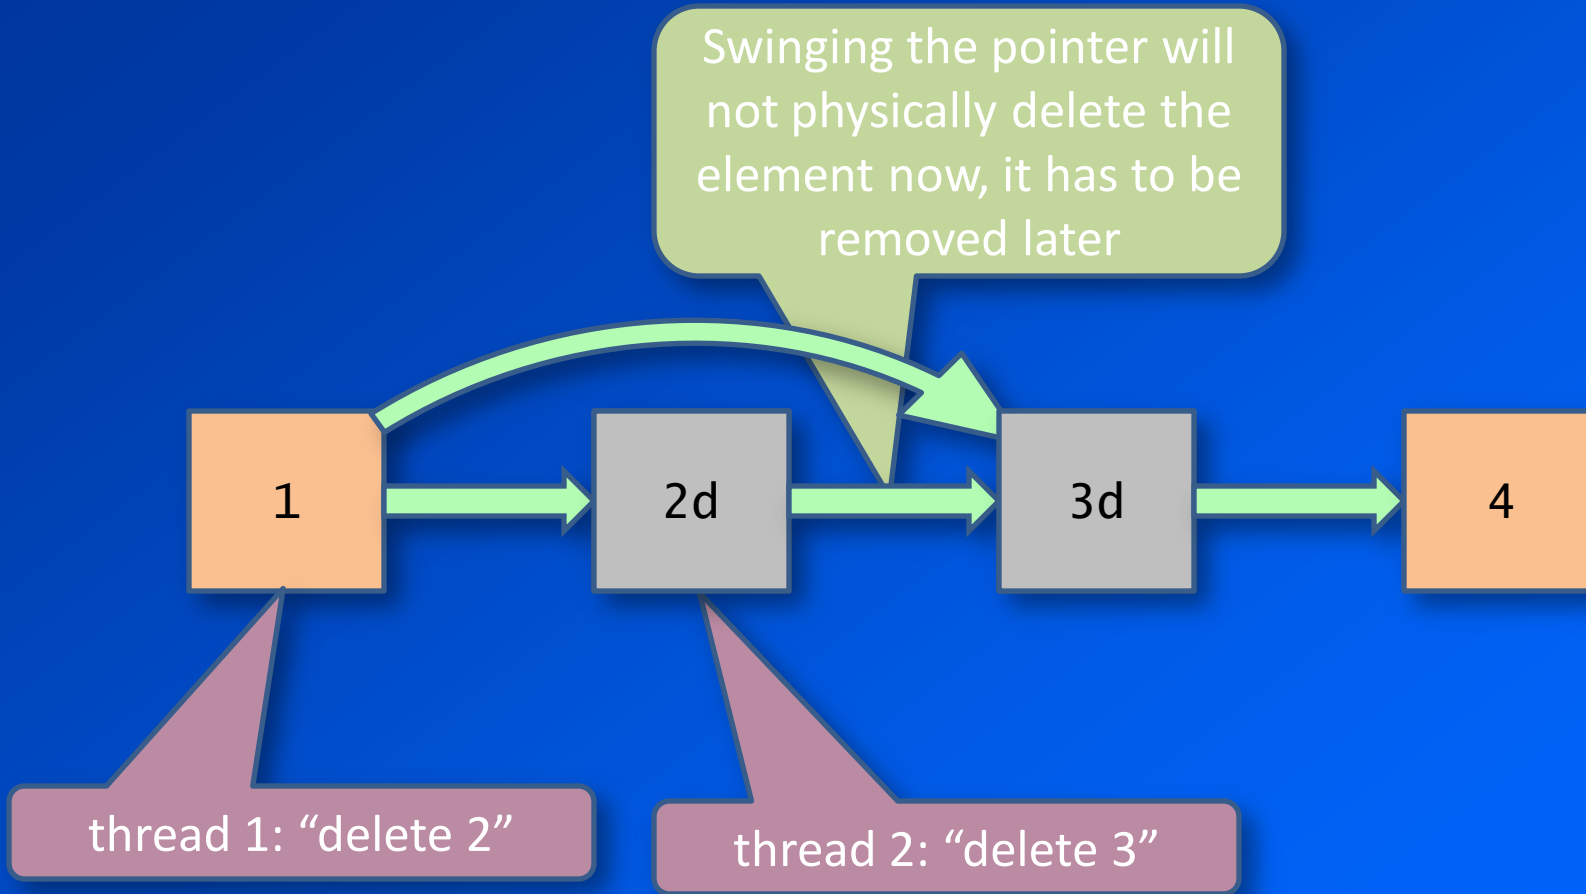 Swinging the pointer will
not physically delete the
element now, it has to be
removed later
1
2d
3d
4
thread 1: “delete 2”
thread 2: “delete 3”